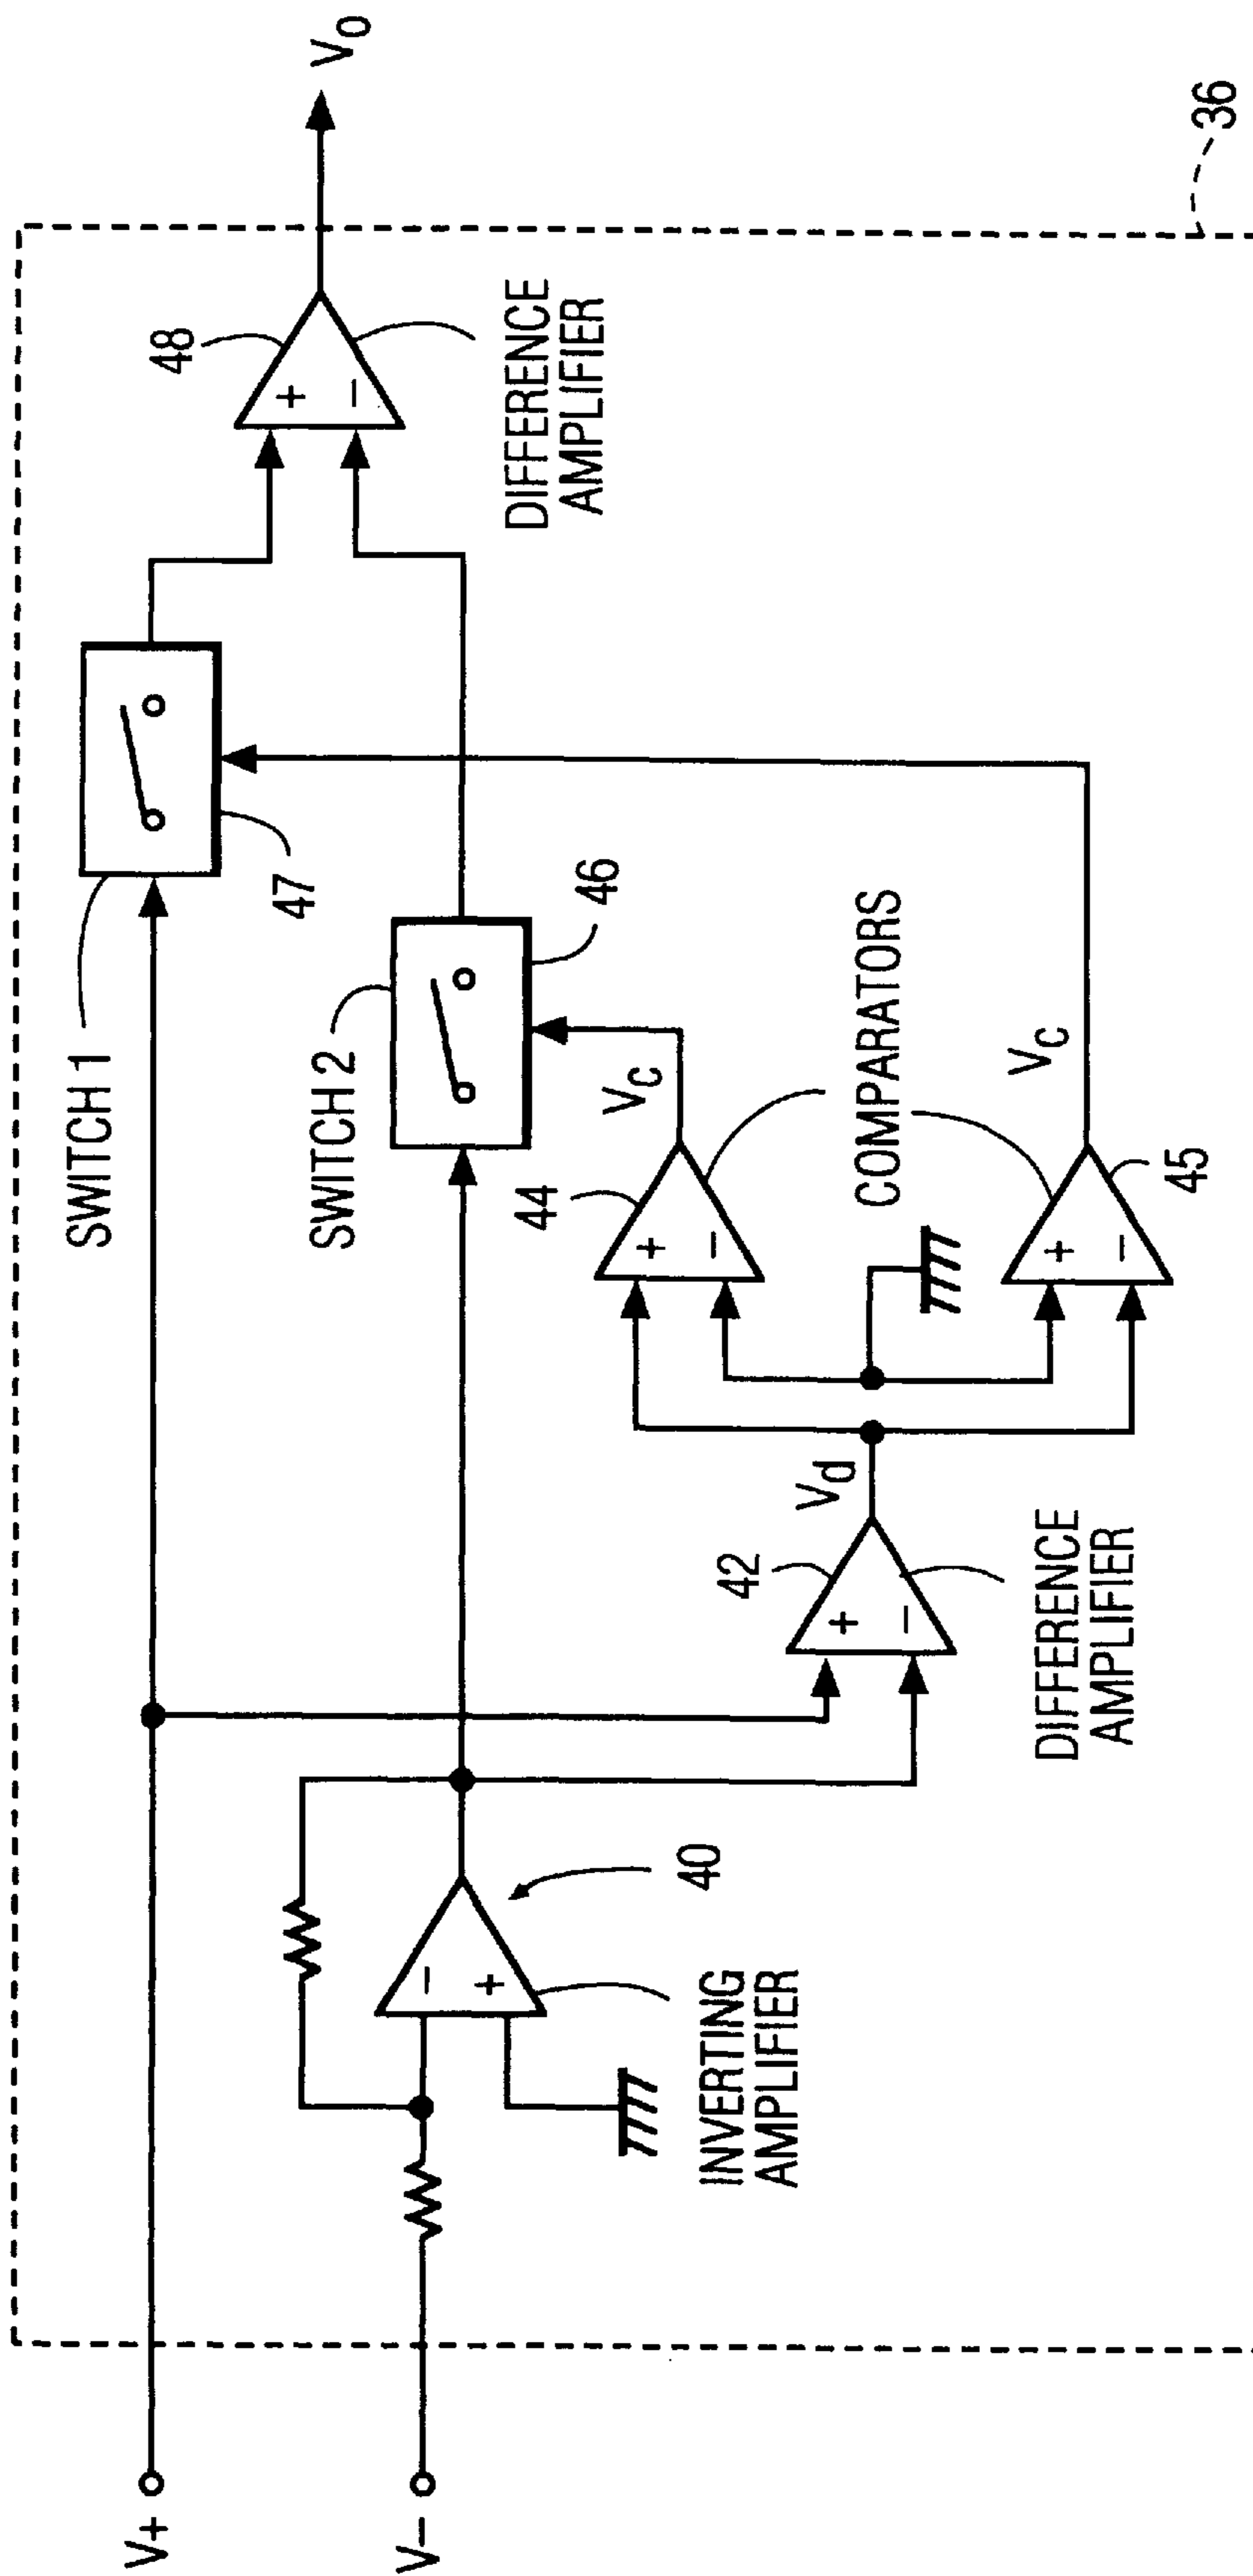 V+
V-
INVERTING
AMPLIFIER
-
+
40
SWITCH 1
47
SWITCH 2
46
42
+
-
Vd
DIFFERENCE
AMPLIFIER
44
+
-
VC
COMPARATORS
+
-
45
VC
48
+
-
DIFFERENCE
AMPLIFIER
Vo
36